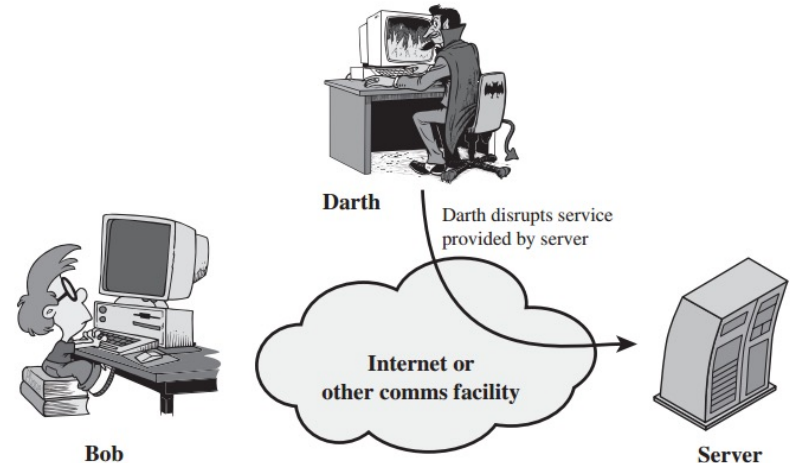 Darth
Darth disrupts service
provided by server
Internet or
other comms facility
Bob
Server